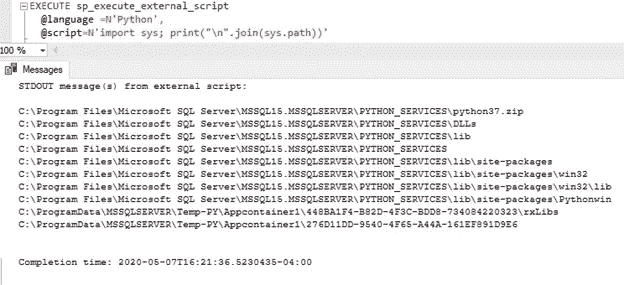 EXECUTE sp_execute_external_script
@language =N'Python',
@script=N'import sys; print("\n".join(sys.path))'
100 %
Messages
STDOUT message(s) from external script:
C:\Program Files\Microsoft SQL Server\MSSQL15.MSSQLSERVER\PYTHON_SERVICES\python37.zip
C:\Program Files\Microsoft SQL Server\MSSQL15.MSSQLSERVER\PYTHON_SERVICES\DLLs
C:\Program Files\Microsoft SQL Server\MSSQL15.MSSQLSERVER\PYTHON_SERVICES\lib
C:\Program Files\Microsoft SQL Server\MSSQL15.MSSQLSERVER\PYTHON_SERVICES
C:\Program Files\Microsoft SQL Server\MSSQL15.MSSQLSERVER\PYTHON_SERVICES\lib\site-packages
C:\Program Files\Microsoft SQL Server\MSSQL15.MSSQLSERVER\PYTHON_SERVICES\lib\site-packages\win32
C:\Program Files\Microsoft SQL Server\MSSQL15.MSSQLSERVER\PYTHON_SERVICES\lib\site-packages\win32\lib
C:\Program Files\Microsoft SQL Server\MSSQL15.MSSQLSERVER\PYTHON_SERVICES\lib\site-packages\Pythonwin
C:\ProgramData\MSSQLSERVER\Temp-PY\Appcontainer1\448BA1F4-B82D-4F3C-BDD8-734084220323\rxLibs
C:\ProgramData\MSSQLSERVER\Temp-PY\Appcontainer1\276D11DD-9540-4F65-A44A-161EF891D9E6
Completion time: 2020-05-07T16:21:36.5230435-04:00